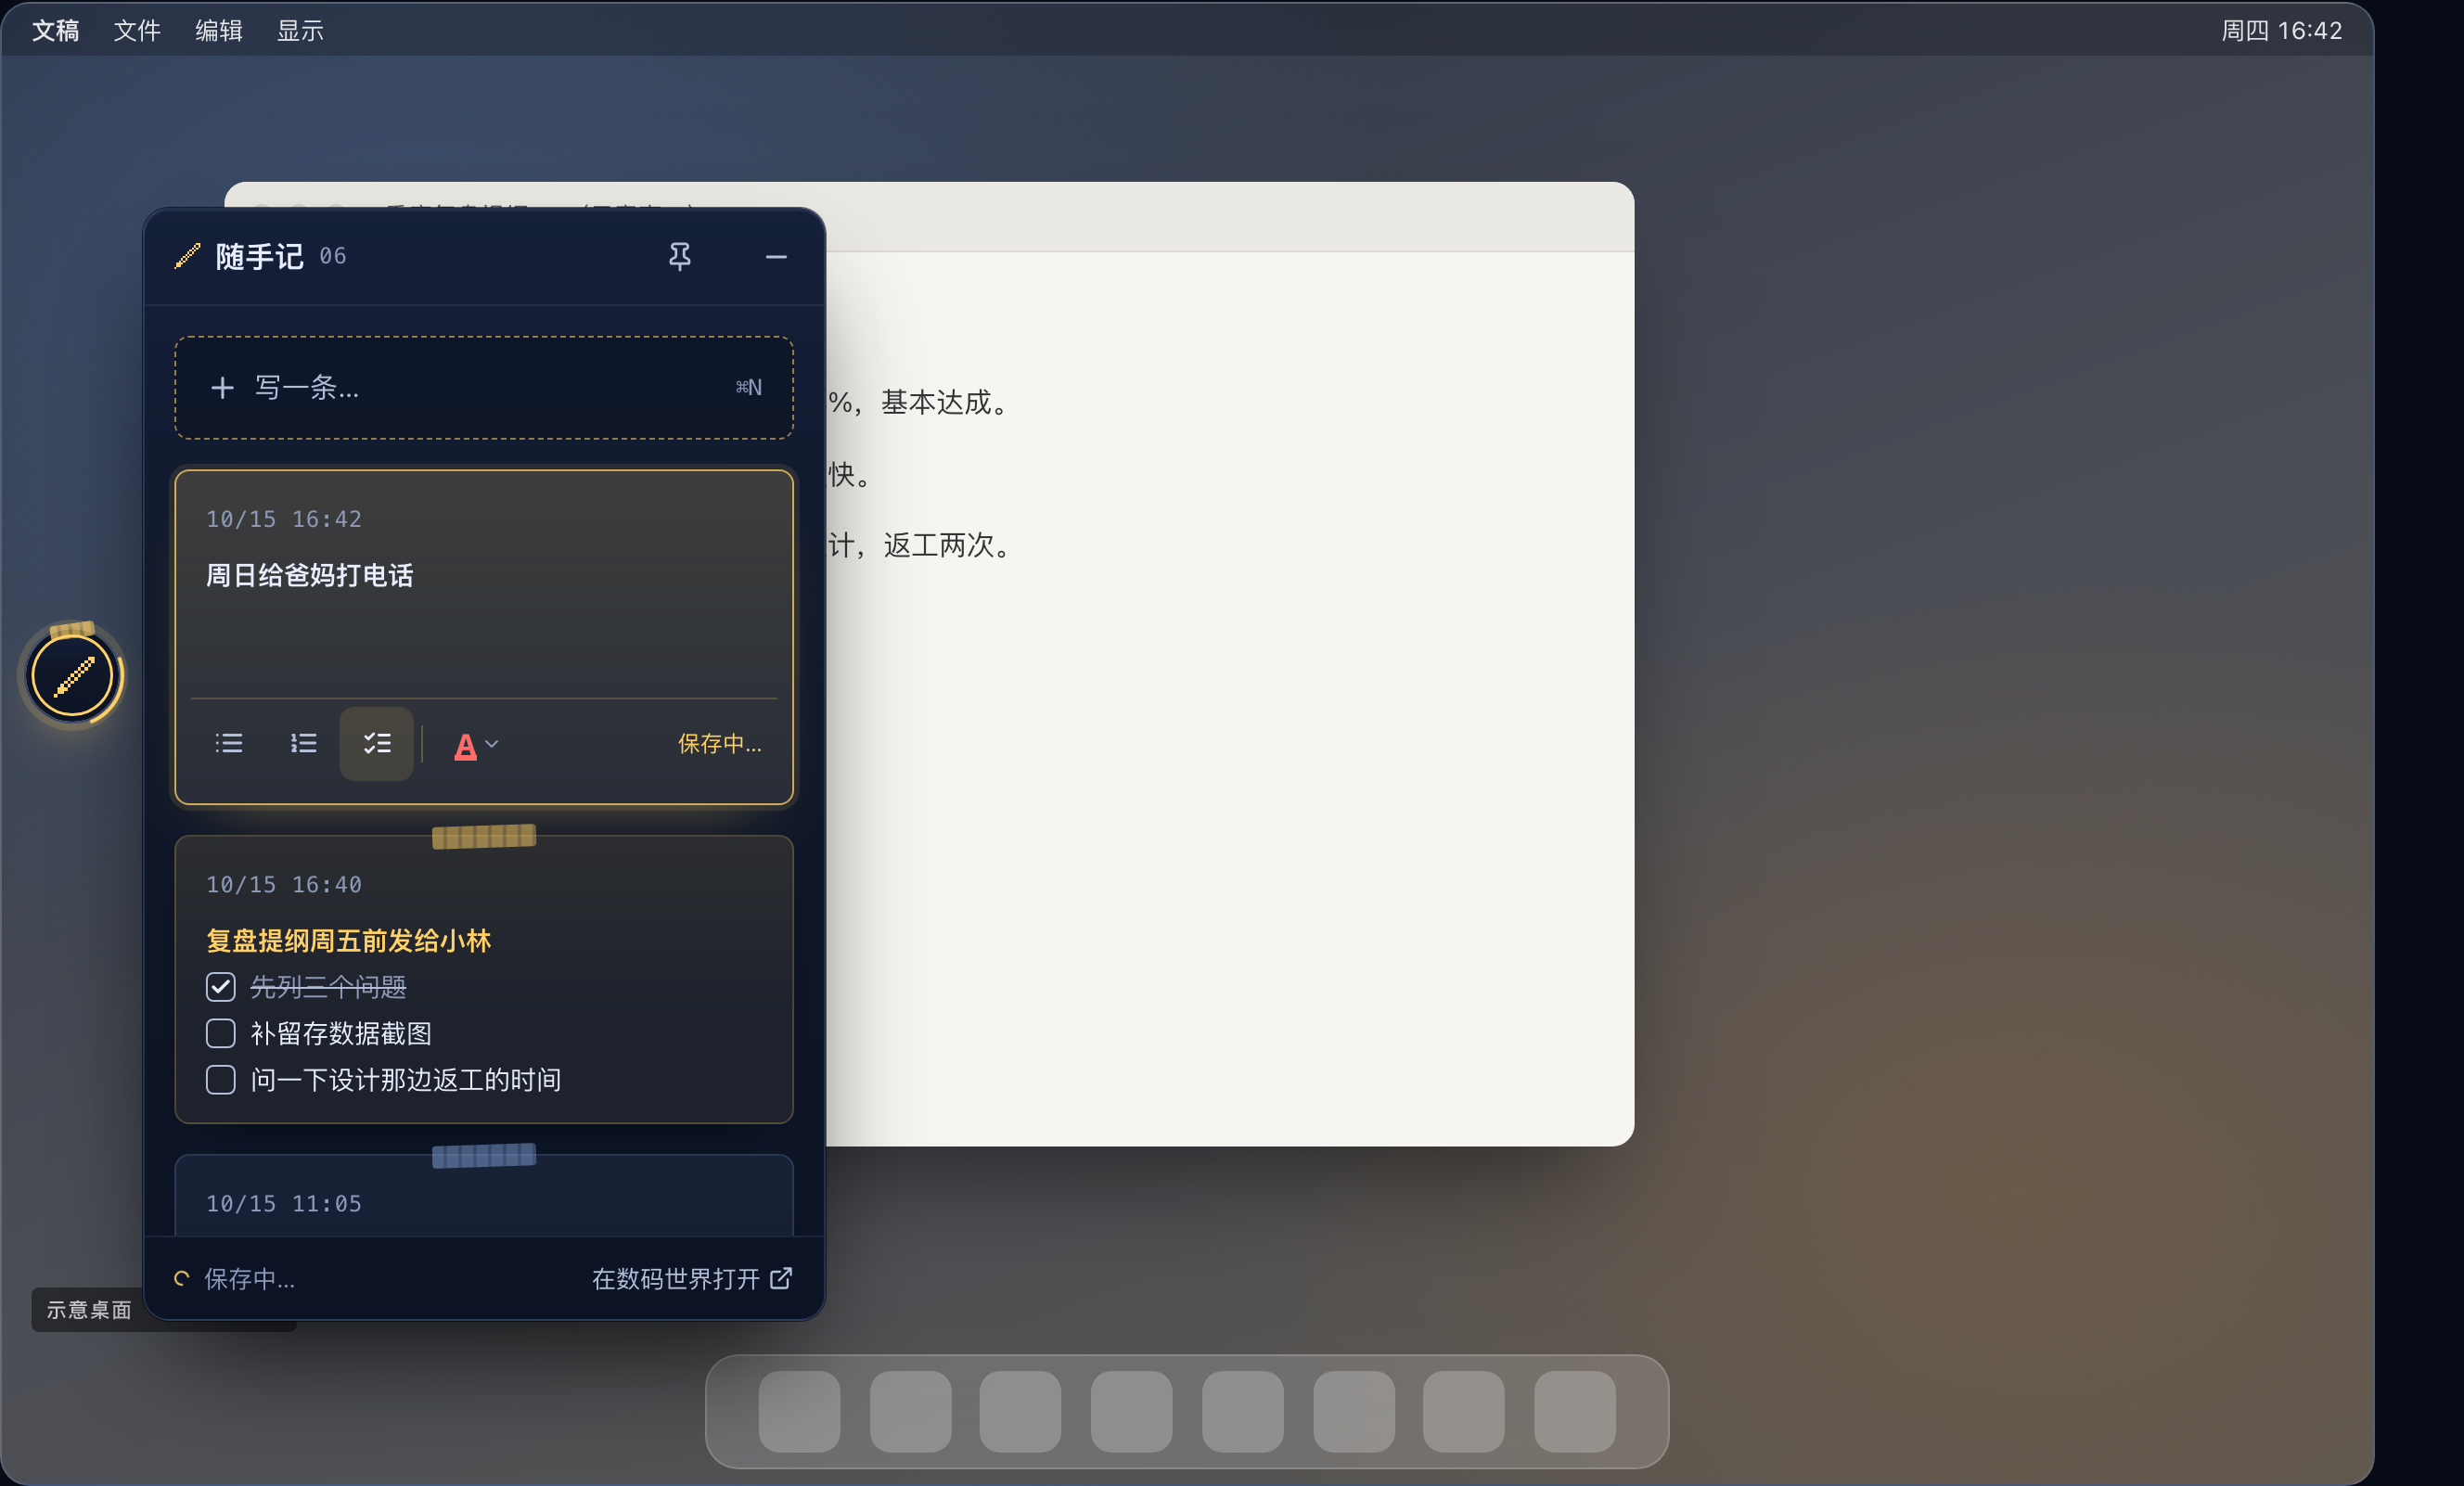 文稿 文件 编辑 显示 周四 16:42
随手记 06
写一条... ⌘N
%，基本达成。
快。
计，返工两次。
10/15 16:42
周日给爸妈打电话
A 保存中...
10/15 16:40
复盘提纲周五前发给小林
先列三个问题
补留存数据截图
问一下设计那边返工的时间
10/15 11:05
保存中... 在数码世界打开
示意桌面